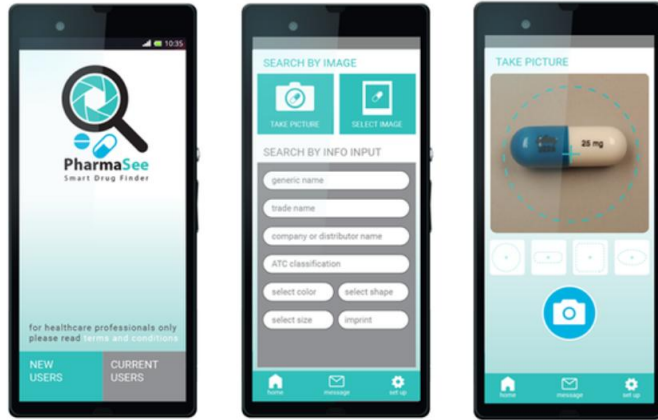 10:35
PharmaSee
Smart Drug Finder
for healthcare professionals only
please read terms and conditions
NEW
USERS
CURRENT
USERS
SEARCH BY IMAGE
TAKE PICTURE
SELECT IMAGE
SEARCH BY INFO INPUT
generic name
trade name
company or distributor name
ATC classification
select color
select shape
select size
imprint
home
message
set up
TAKE PICTURE
25 mg
home
message
set up